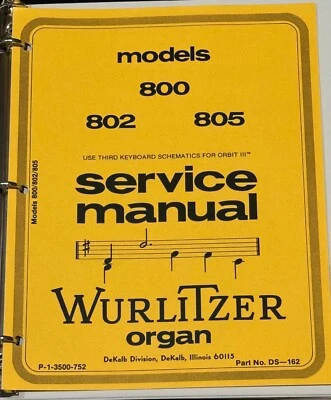 models
800
802 805
USE THIRD KEYBOARD SCHEMATICS FOR ORBIT III™
service
manual
WURLITZER
organ
DeKalb Division, DeKalb, Illinois 60115
P-1-3500-752 Part No. DS—162
Models 800/802/805